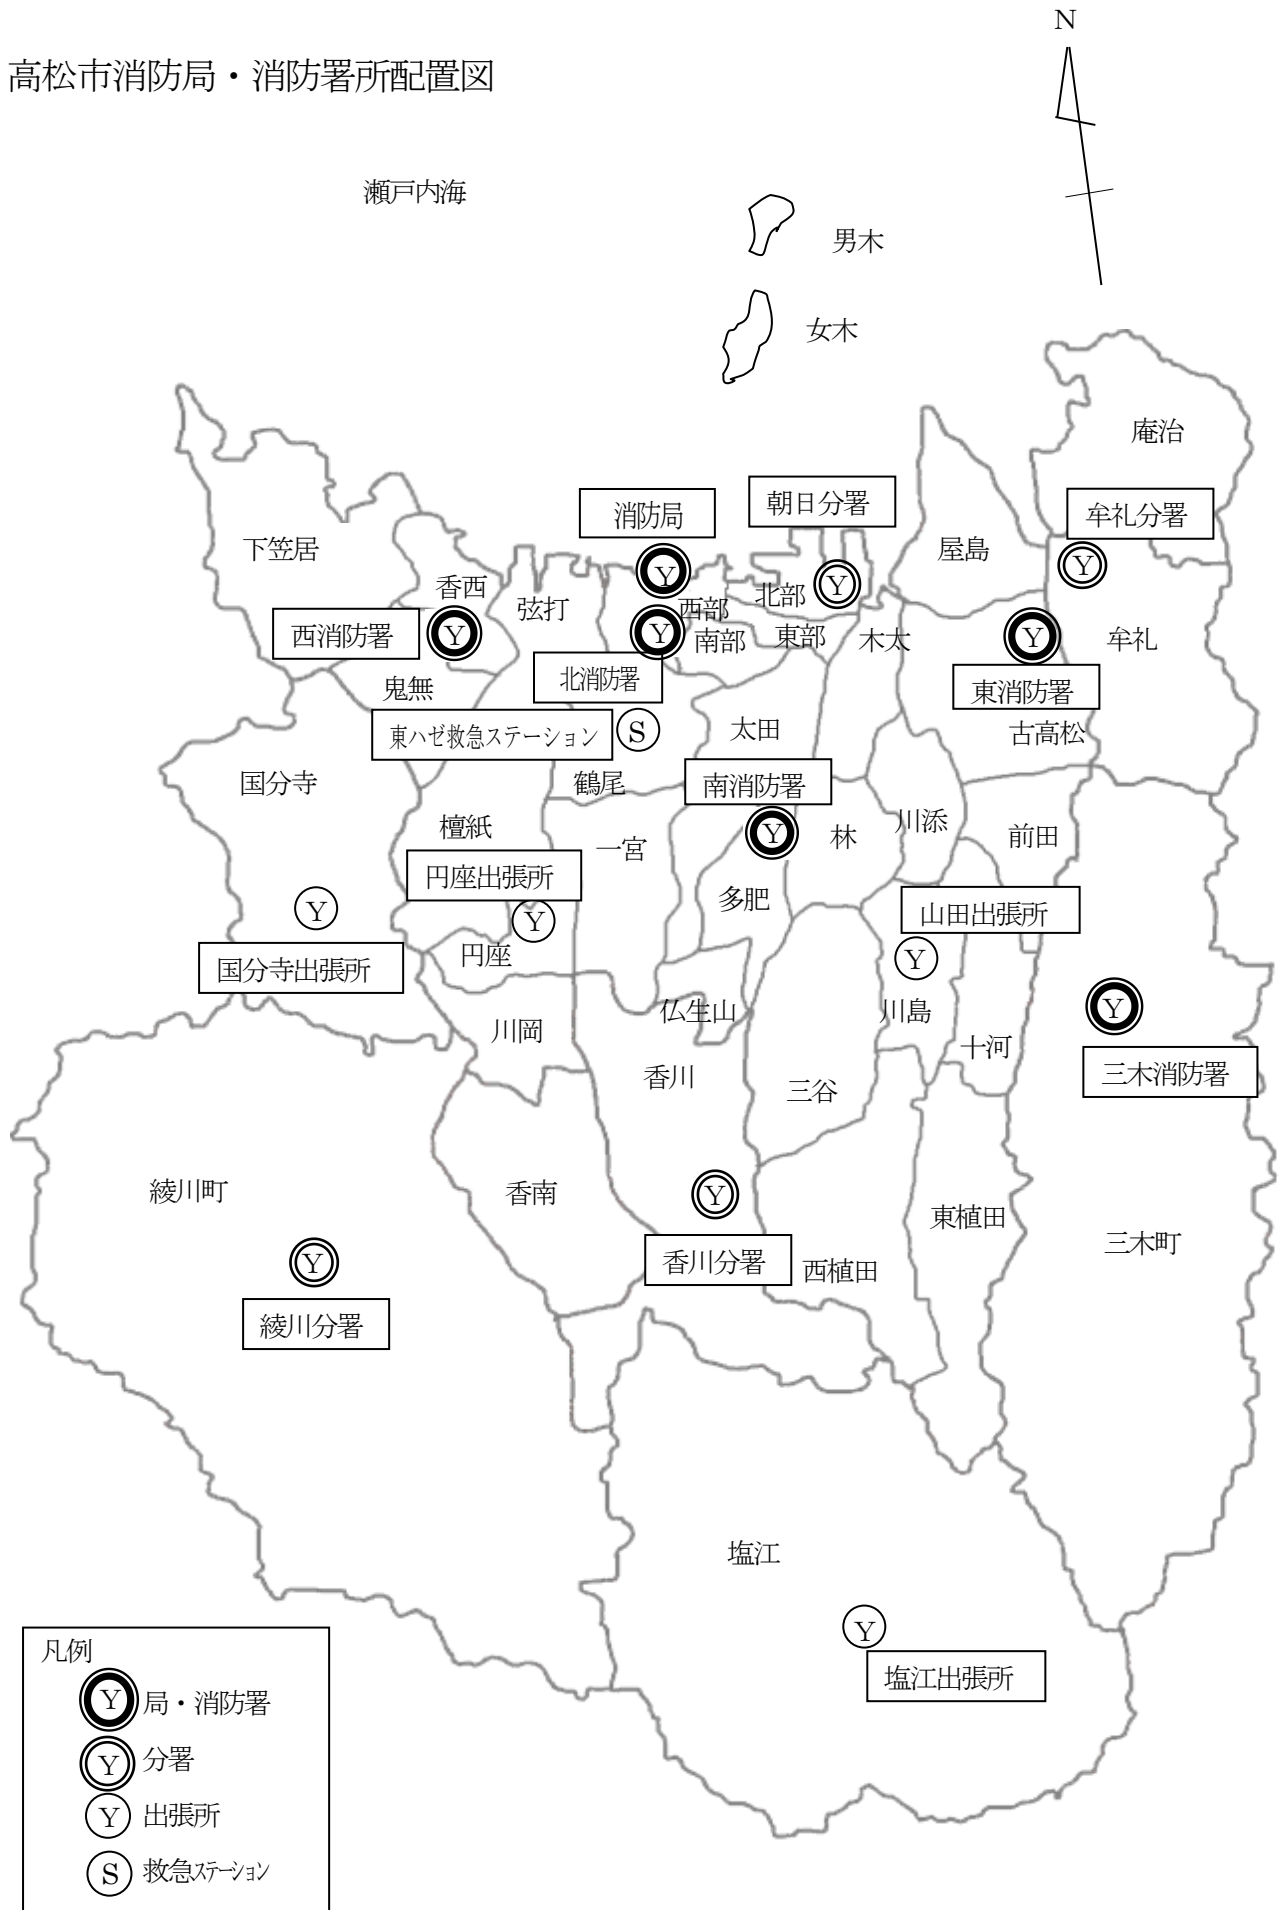 N
高松市消防局・消防署所配置図
瀬戸内海
男木
女木
庵治
消防局
朝日分署
牟礼分署
Y
下笠居
屋島
Y
香西
Y
弦打
西部
北部
Y
西消防署
Y
Y
南部
東部
木太
Y
牟礼
北消防署
鬼無
東消防署
東ハゼ救急ステーション
S
太田
古高松
国分寺
鶴尾
南消防署
檀紙
一宮
Y
林
川添
前田
円座出張所
多肥
Y
Y
山田出張所
円座
Y
国分寺出張所
川岡
仏生山
川島
Y
十河
香川
三谷
三木消防署
綾川町
香南
Y
東植田
三木町
Y
香川分署
西植田
綾川分署
塩江
Y
塩江出張所
凡例
Y 局・消防署
Y 分署
Y 出張所
S 救急ステーション